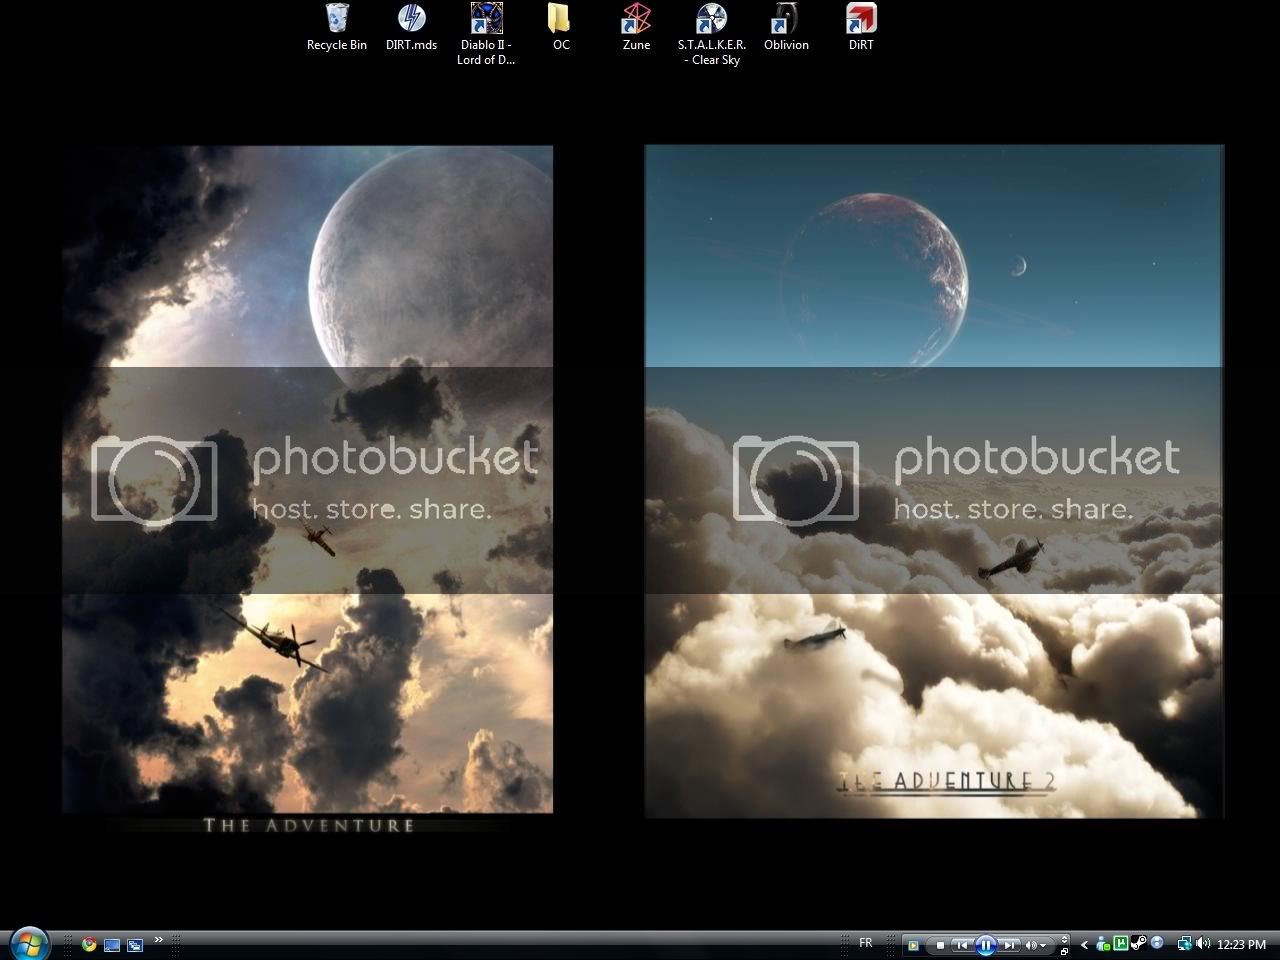 Recycle Bin
DIRT.mds
Diablo II -
Lord of D...
OC
Zune
S.T.A.L.K.E.R.
- Clear Sky
Oblivion
DiRT
photobucket
host. store. share.
photobucket
host. store. share.
THE ADVENTURE 2
THE ADVENTURE
FR
12:23 PM